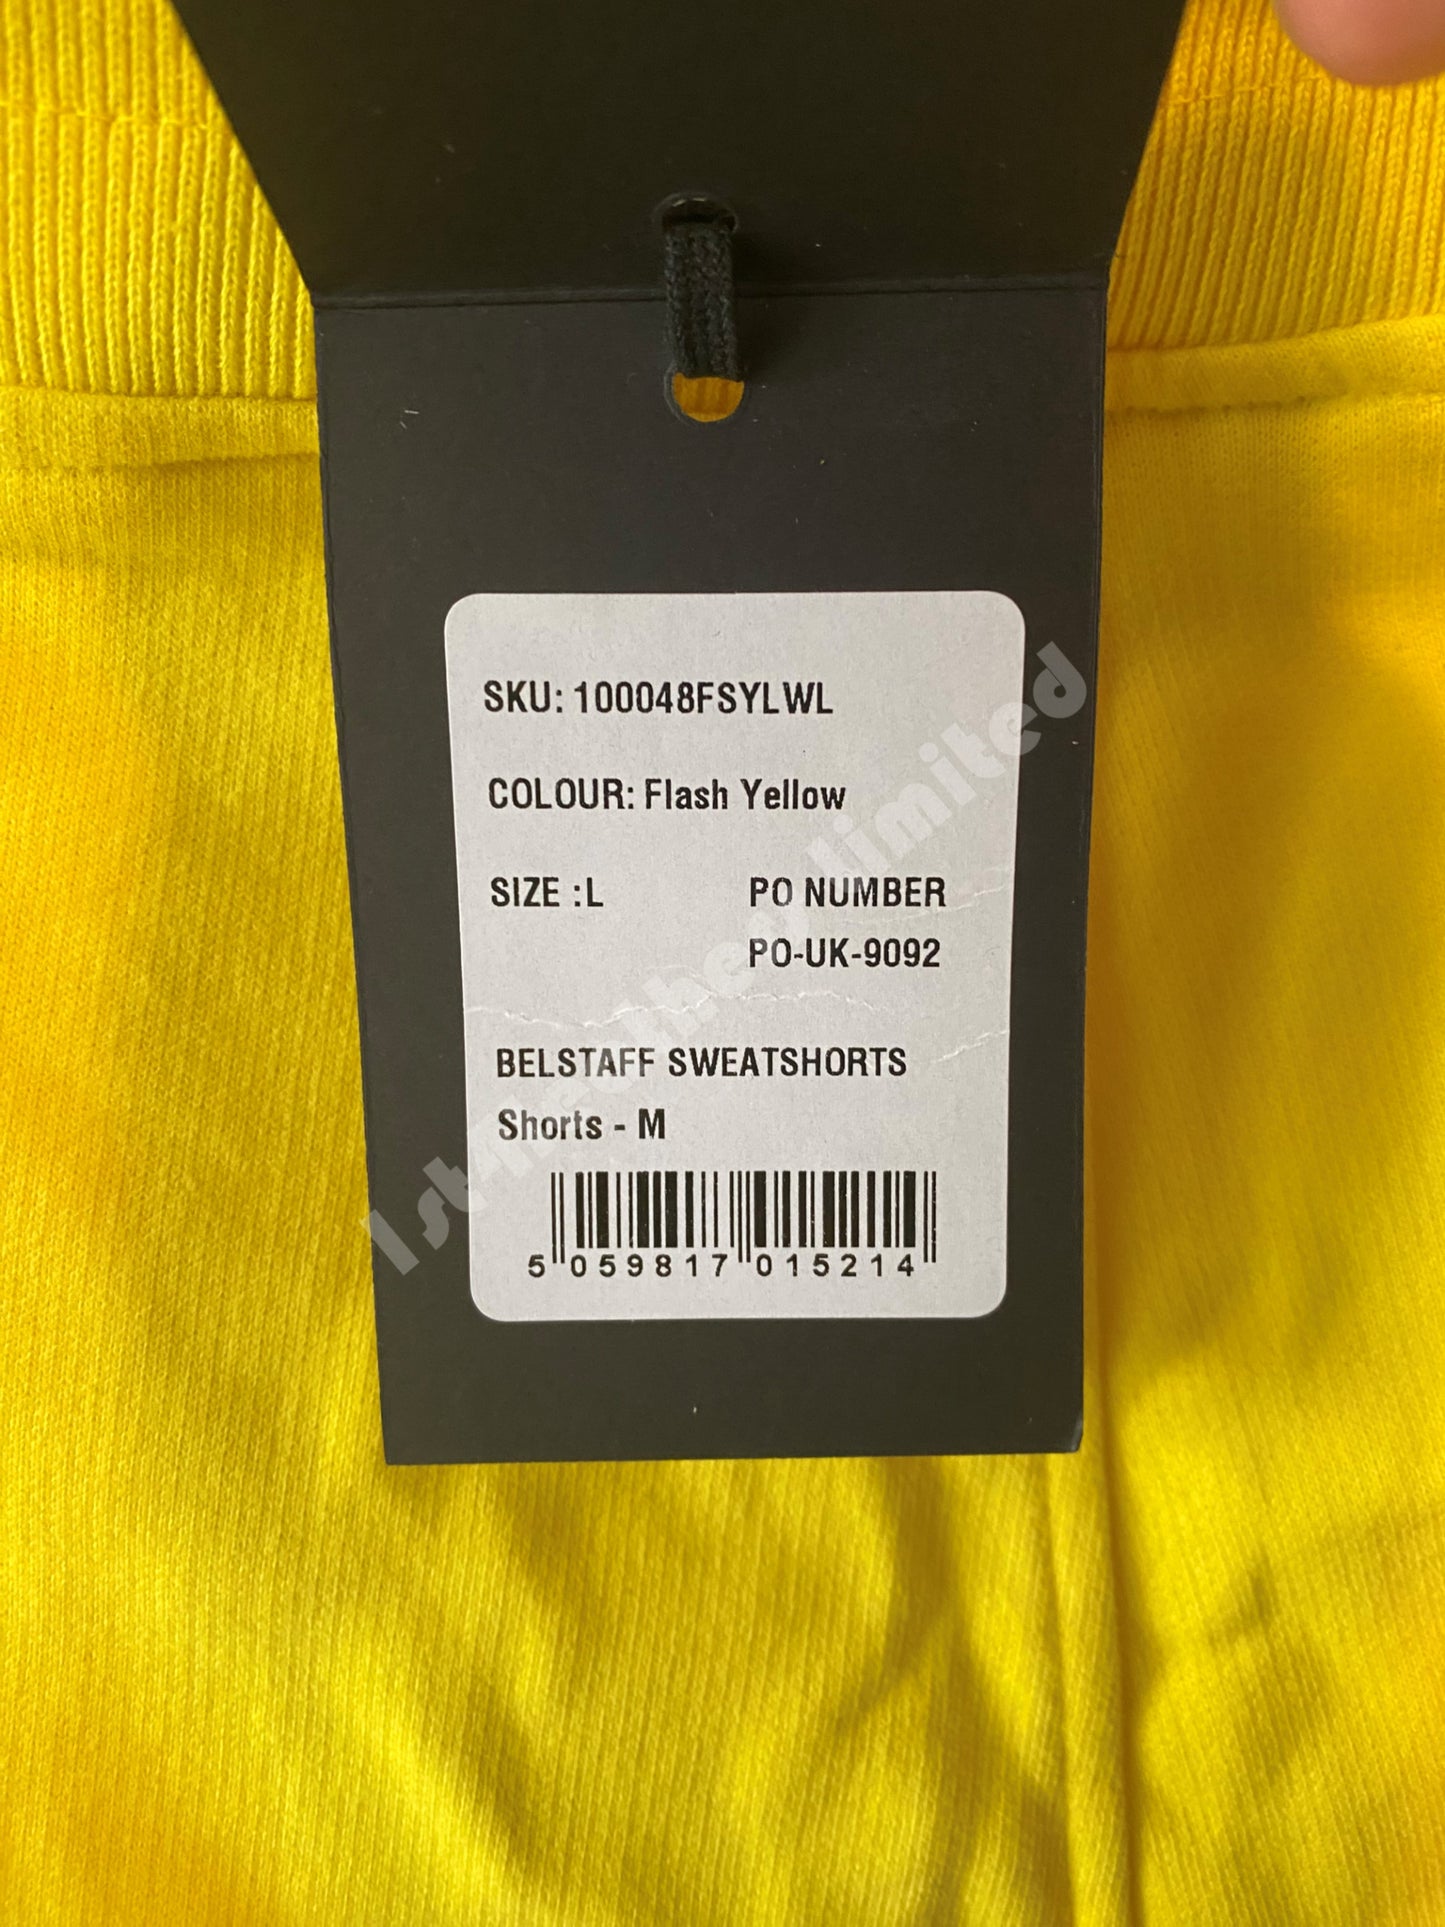 SKU: 100048FSYLWL
COLOUR: Flash Yellow
SIZE :L
PO NUMBER
PO-UK-9092
BELSTAFF SWEATSHORTS
Shorts - M
5 059817 015214